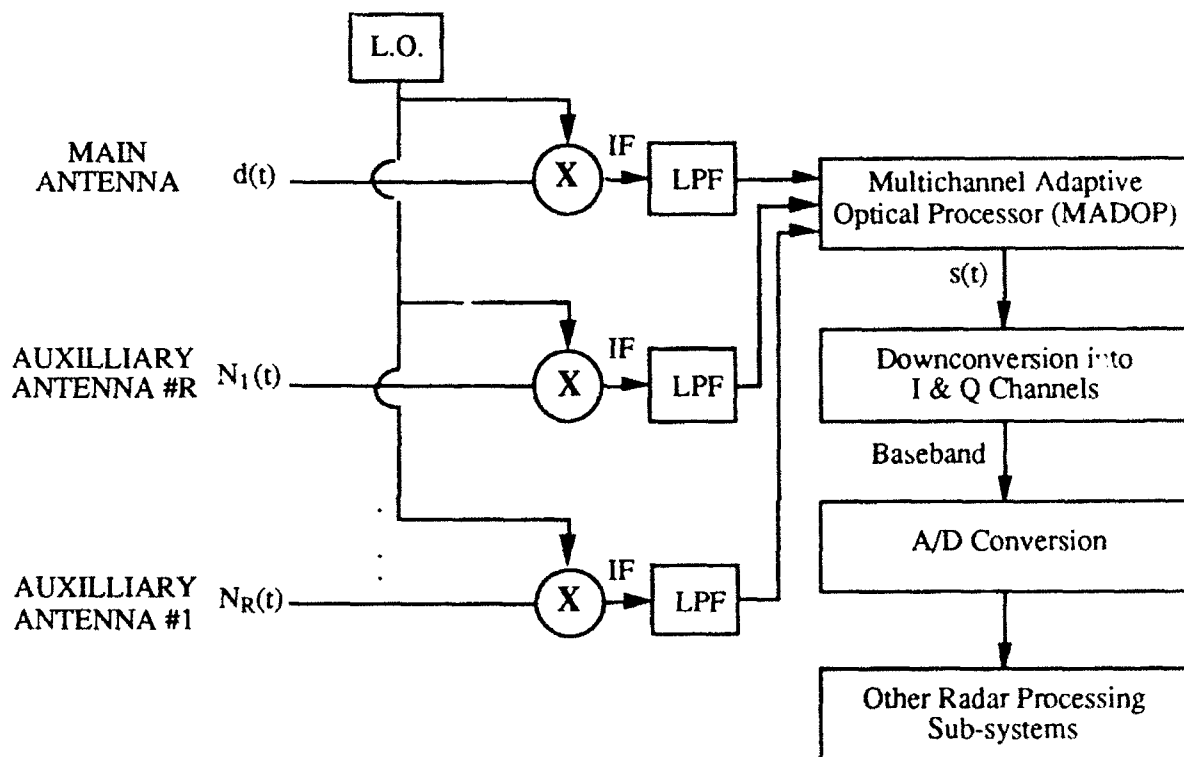 L.O.
MAIN
ANTENNA
d(t)
X
IF
LPF
Multichannel Adaptive
Optical Processor (MADOP)
s(t)
AUXILLIARY
ANTENNA #R
N1(t)
X
IF
LPF
Downconversion into
I & Q Channels
Baseband
A/D Conversion
AUXILLIARY
ANTENNA #1
NR(t)
X
IF
LPF
Other Radar Processing
Sub-systems